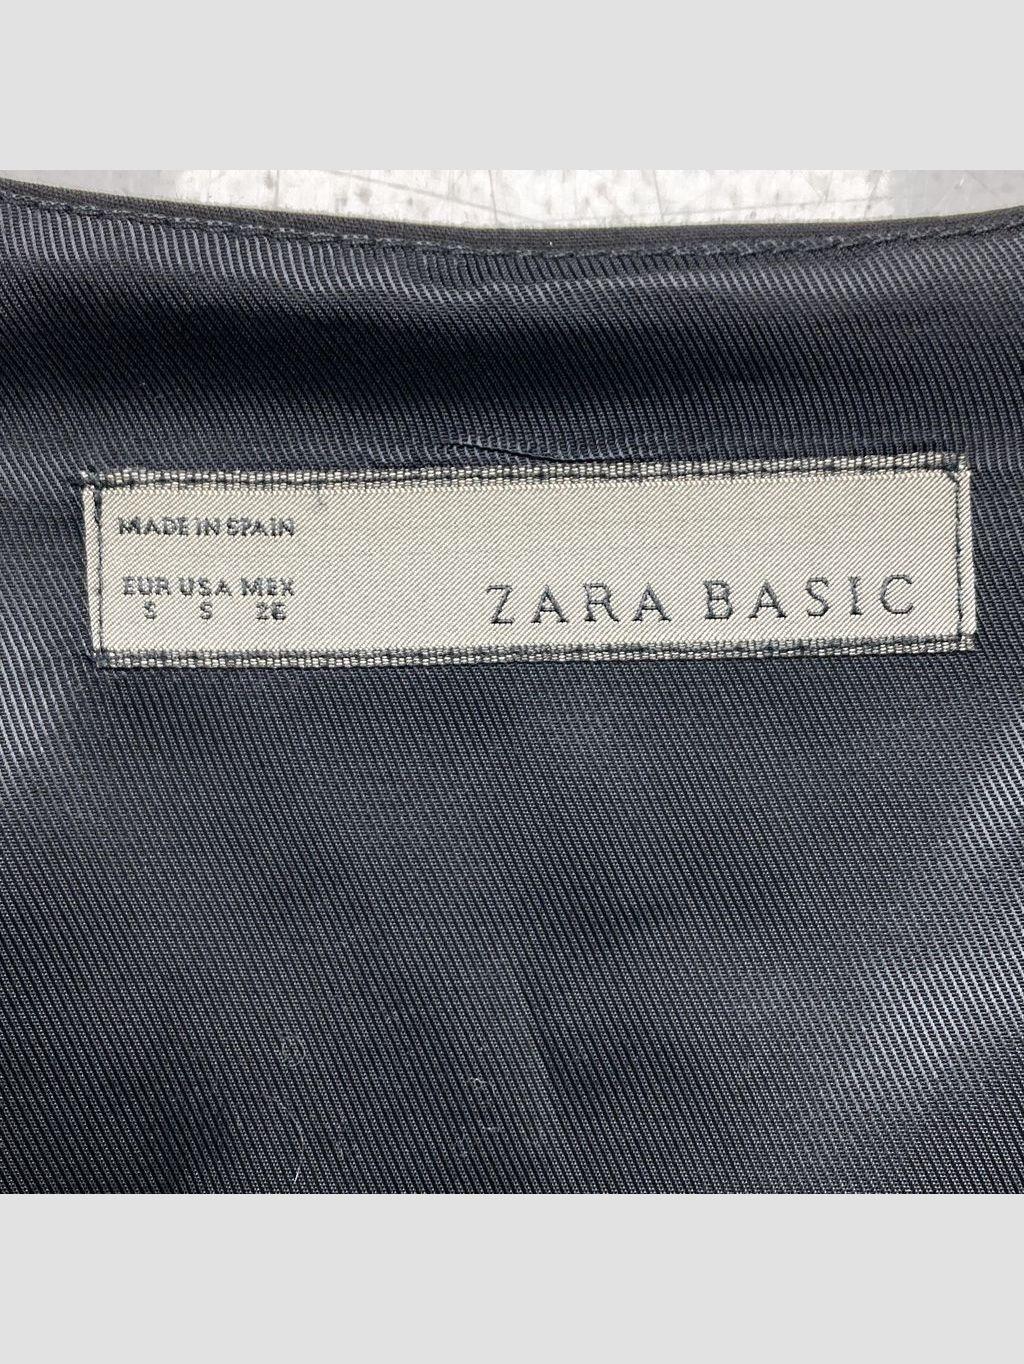 MADE IN SPAIN
EUR USA MEX
S S 26
ZARA BASIC